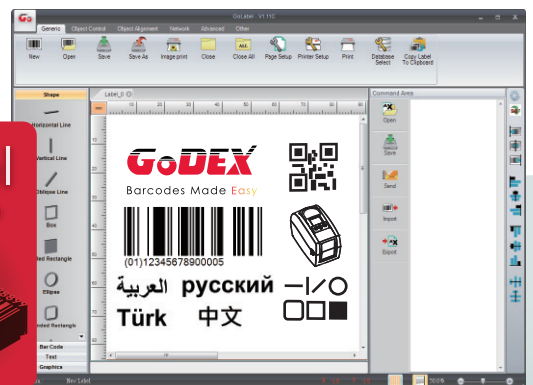 GoLabel - V1.11C
Go
Generic Object Control Object Alignment Network Advanced Other
New Open Save Save As Image print Close Close All Page Setup Printer Setup Print Database Select Copy Label To Clipboard
Shape
Label_0
Command Area
Horizontal Line
Vertical Line
Oblique Line
Box
Ellipse
Bar Code
Text
Graphics
GODEX
Barcodes Made Easy
(01)12345678900005
العربية русский
Türk 中文
Open
Save
Send
Import
Export
New Label